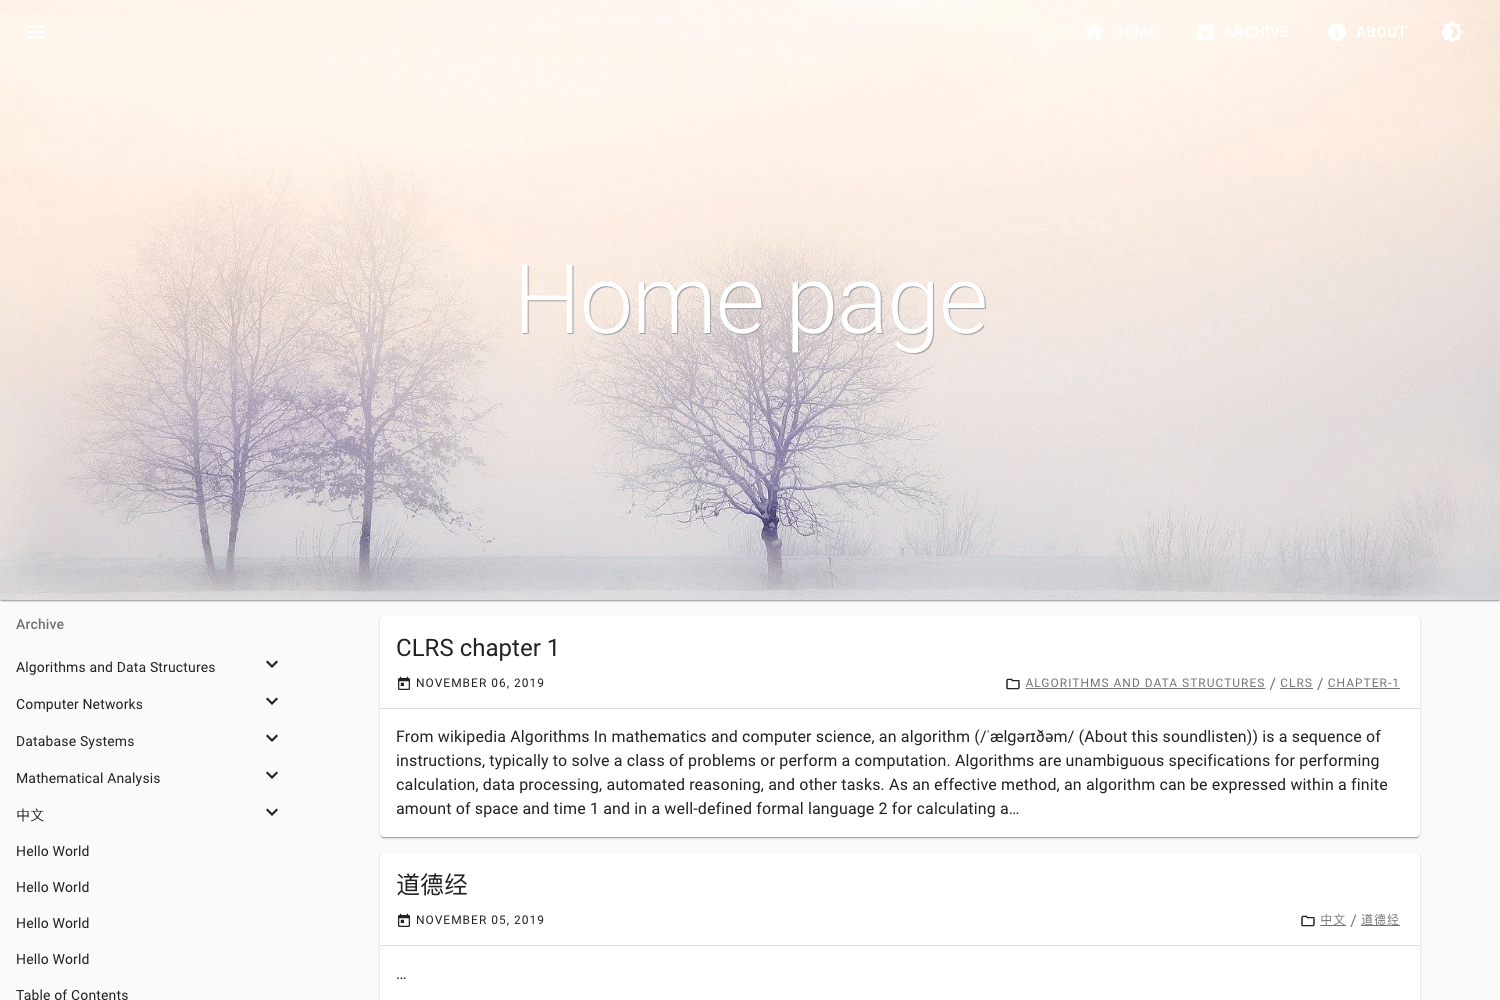 HOME ARCHIVE ABOUT
Home page
Archive
Algorithms and Data Structures
Computer Networks
Database Systems
Mathematical Analysis
中文
Hello World
Hello World
Hello World
Hello World
Table of Contents
CLRS chapter 1
NOVEMBER 06, 2019
ALGORITHMS AND DATA STRUCTURES / CLRS / CHAPTER-1
From wikipedia Algorithms In mathematics and computer science, an algorithm (/ˈælɡərɪðəm/ (About this soundlisten)) is a sequence of
instructions, typically to solve a class of problems or perform a computation. Algorithms are unambiguous specifications for performing
calculation, data processing, automated reasoning, and other tasks. As an effective method, an algorithm can be expressed within a finite
amount of space and time 1 and in a well-defined formal language 2 for calculating a…
道德经
NOVEMBER 05, 2019
中文 / 道德经
…